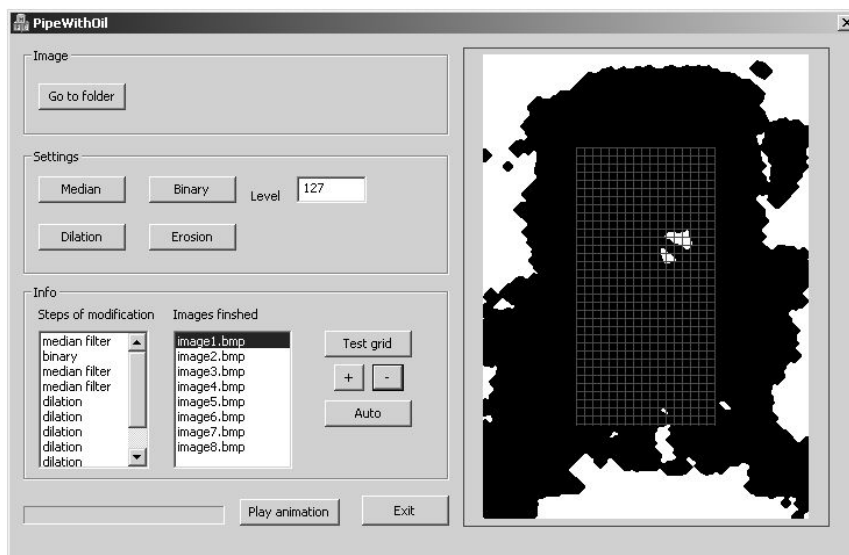 PipeWithOil
Image
Go to folder
Settings
Median
Binary
Level
127
Dilation
Erosion
Info
Steps of modification
Images finshed
median filter
binary
median filter
median filter
dilation
dilation
dilation
dilation
dilation
image1.bmp
image2.bmp
image3.bmp
image4.bmp
image5.bmp
image6.bmp
image7.bmp
image8.bmp
Test grid
+
-
Auto
Play animation
Exit